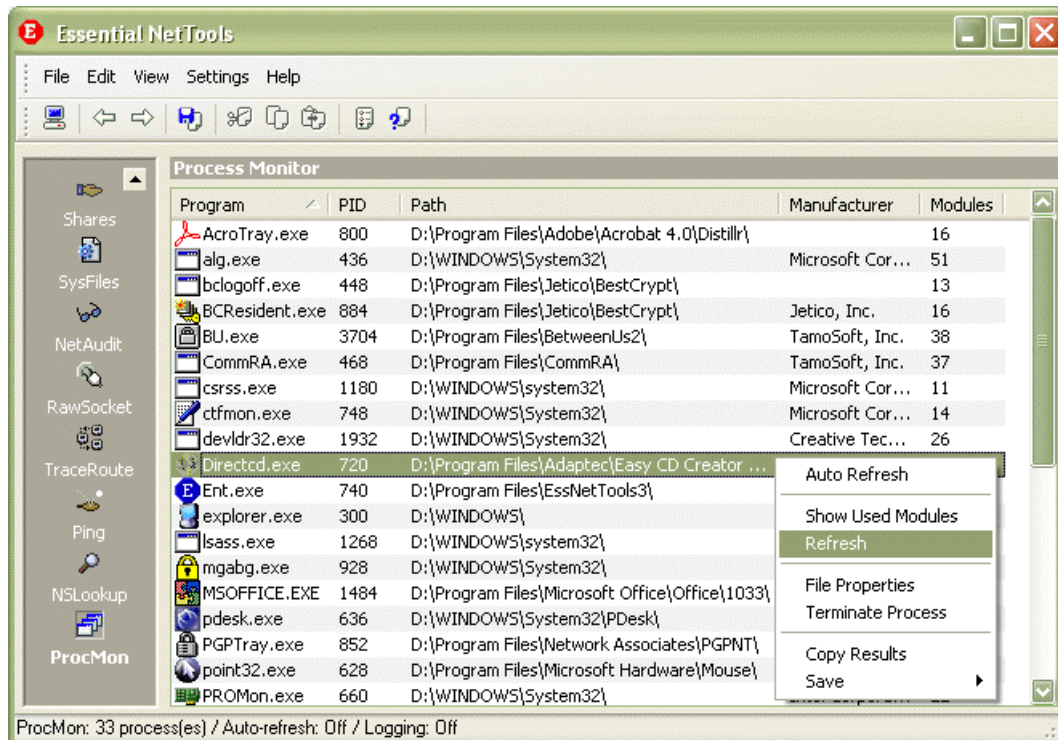 Essential NetTools
File Edit View Settings Help
Process Monitor
Program PID Path Manufacturer Modules
AcroTray.exe 800 D:\Program Files\Adobe\Acrobat 4.0\Distillr\ 16
alg.exe 436 D:\WINDOWS\System32\ Microsoft Cor... 51
bclogoff.exe 448 D:\Program Files\Jetico\BestCrypt\ 13
BCResident.exe 884 D:\Program Files\Jetico\BestCrypt\ Jetico, Inc. 16
BU.exe 3704 D:\Program Files\BetweenUs2\ TamoSoft, Inc. 38
CommRA.exe 468 D:\Program Files\CommRA\ TamoSoft, Inc. 37
csrss.exe 1180 D:\WINDOWS\system32\ Microsoft Cor... 11
ctfmon.exe 748 D:\WINDOWS\System32\ Microsoft Cor... 14
devldr32.exe 1932 D:\WINDOWS\System32\ Creative Tec... 26
Directcd.exe 720 D:\Program Files\Adaptec\Easy CD Creator ...
Ent.exe 740 D:\Program Files\EssNetTools3\
explorer.exe 300 D:\WINDOWS\
lsass.exe 1268 D:\WINDOWS\system32\
mgabg.exe 928 D:\WINDOWS\System32\
MSOFFICE.EXE 1484 D:\Program Files\Microsoft Office\Office\1033\
pdesk.exe 636 D:\WINDOWS\System32\PDesk\
PGPTray.exe 852 D:\Program Files\Network Associates\PGPNT\
point32.exe 628 D:\Program Files\Microsoft Hardware\Mouse\
PROMon.exe 660 D:\WINDOWS\System32\
Auto Refresh
Show Used Modules
Refresh
File Properties
Terminate Process
Copy Results
Save
Shares
SysFiles
NetAudit
RawSocket
TraceRoute
Ping
NSLookup
ProcMon
ProcMon: 33 process(es) / Auto-refresh: Off / Logging: Off